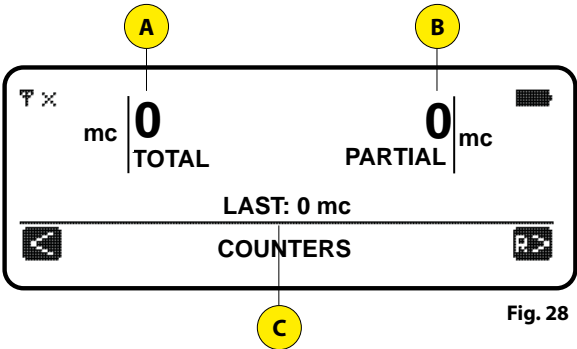 A B
mc 0 0 mc
TOTAL PARTIAL
LAST: 0 mc
< COUNTERS R>
C
Fig. 28